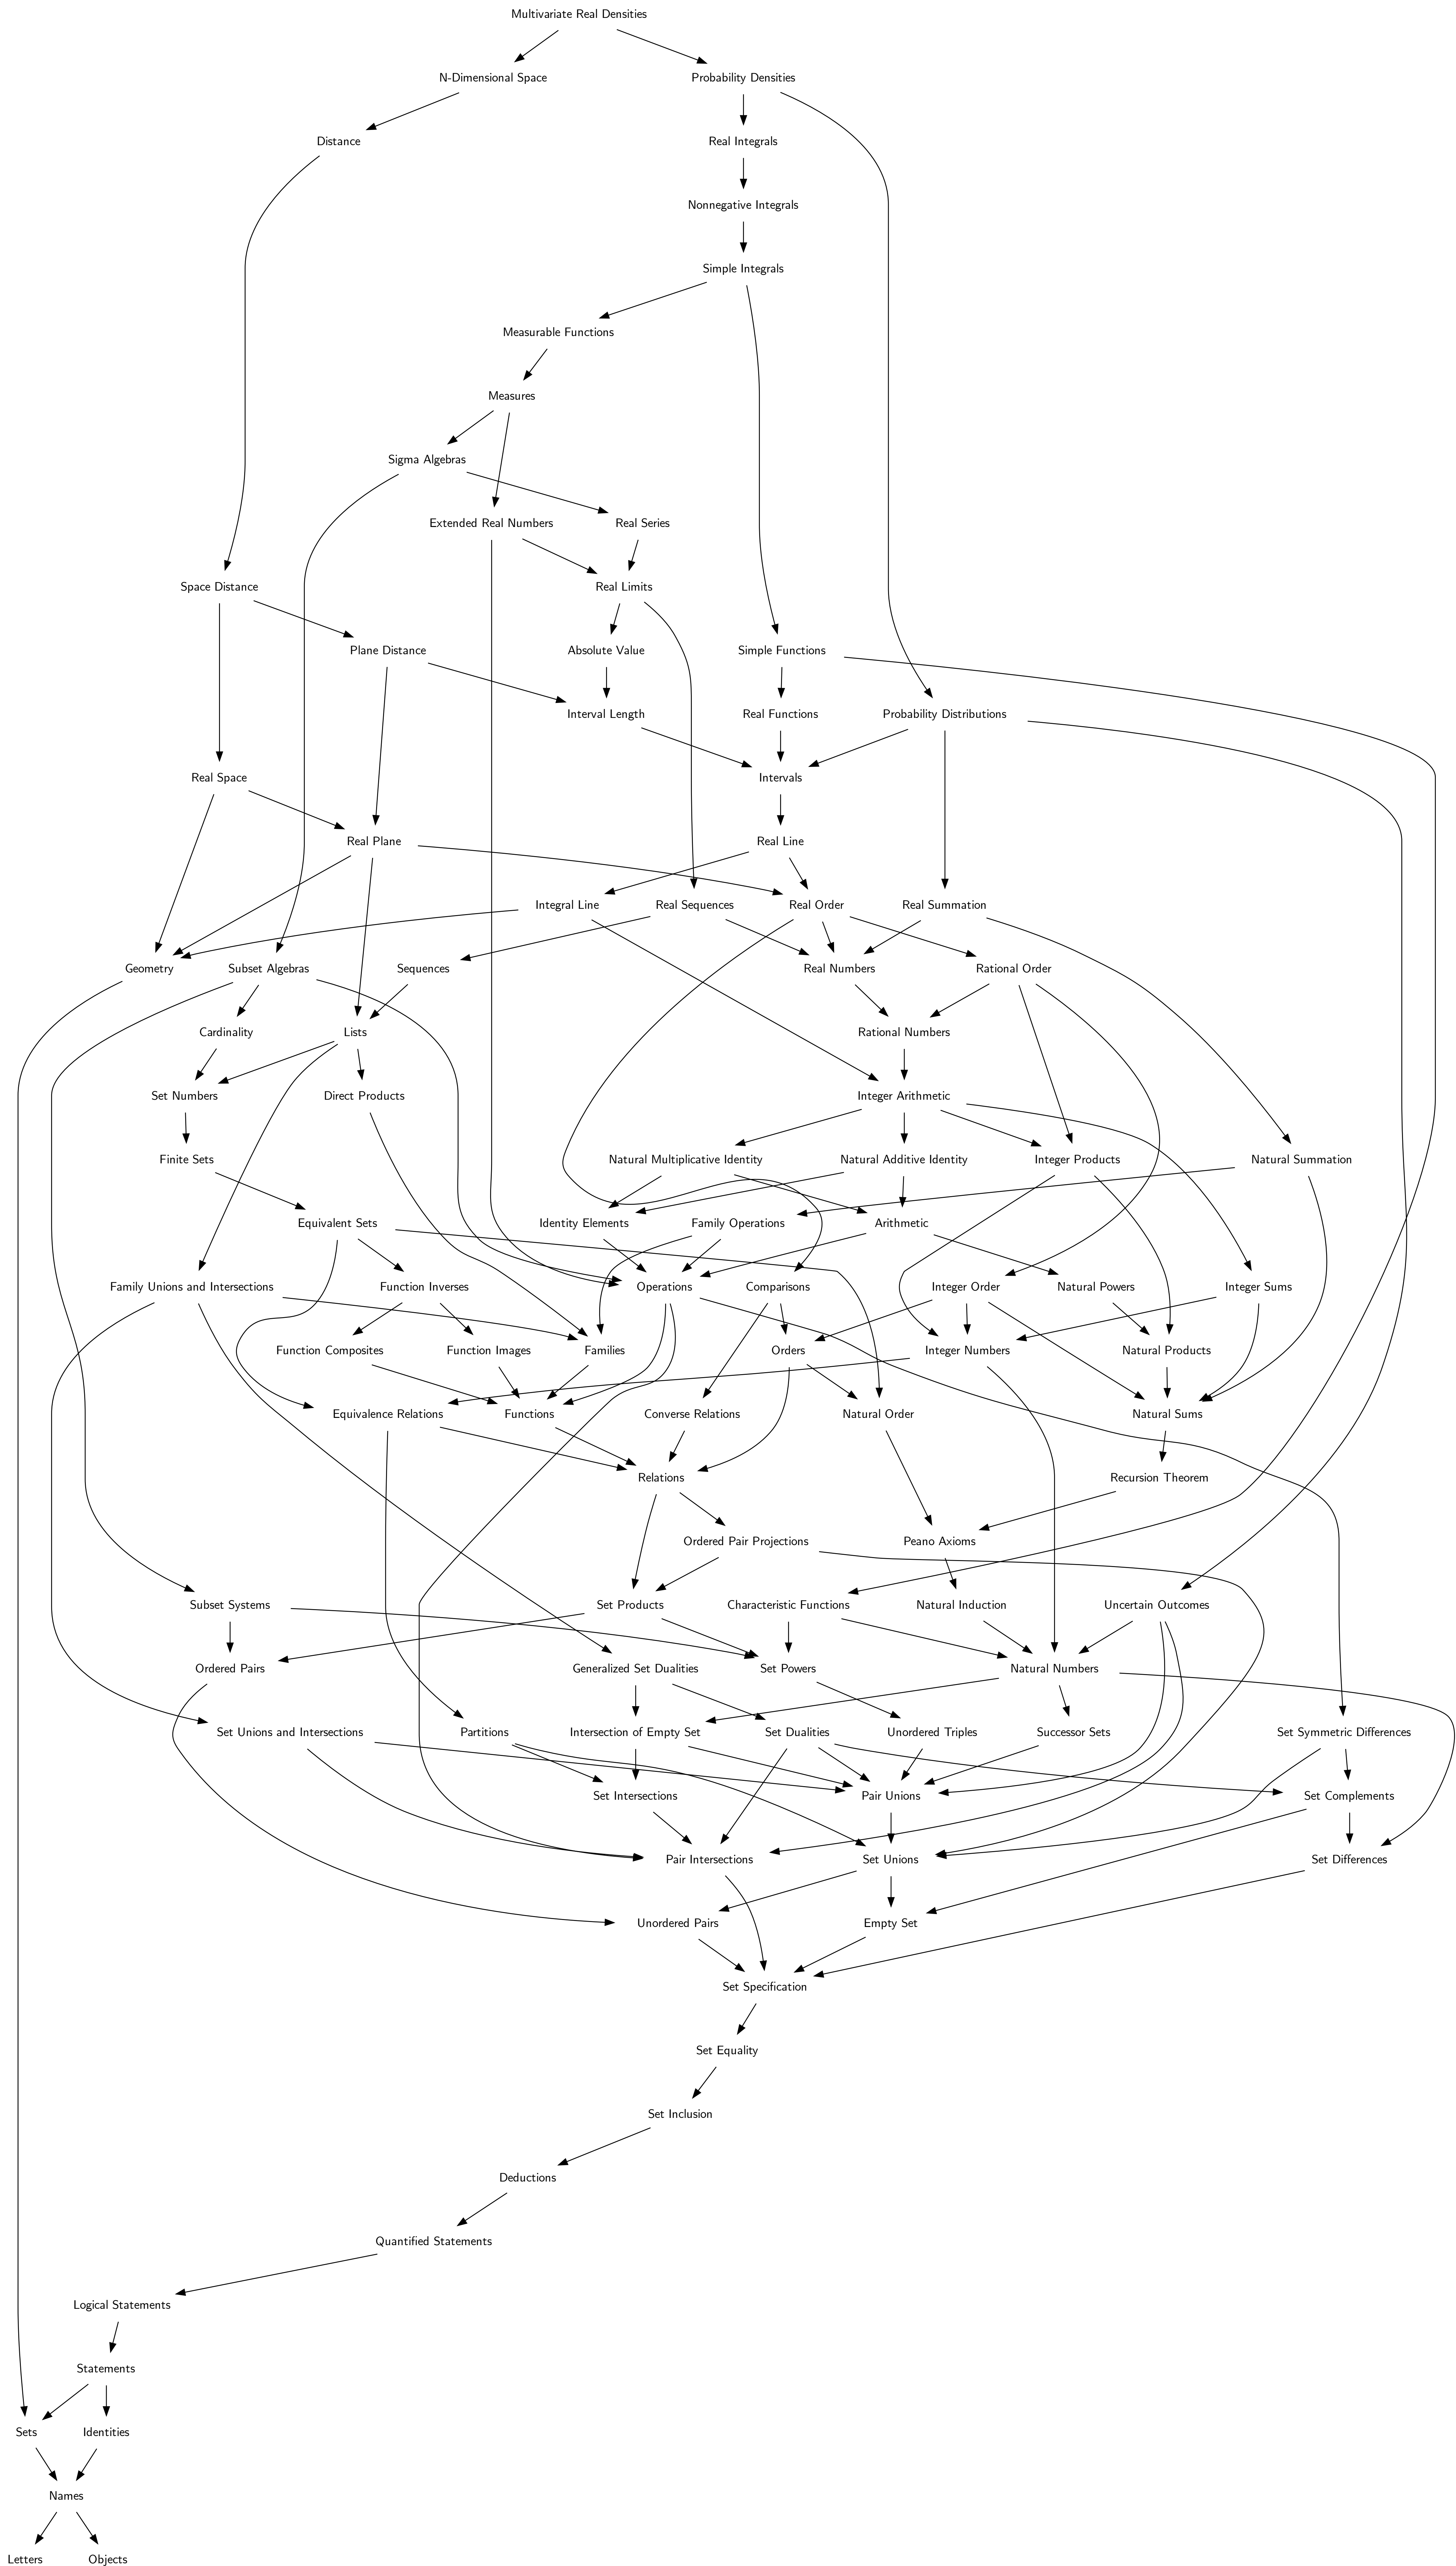 Multivariate Real Densities
N-Dimensional Space
Probability Densities
Distance
Real Integrals
Nonnegative Integrals
Simple Integrals
Measurable Functions
Measures
Sigma Algebras
Extended Real Numbers
Real Series
Space Distance
Real Limits
Plane Distance
Absolute Value
Simple Functions
Interval Length
Real Functions
Probability Distributions
Real Space
Intervals
Real Plane
Real Line
Integral Line
Real Sequences
Real Order
Real Summation
Geometry
Subset Algebras
Sequences
Real Numbers
Rational Order
Cardinality
Lists
Rational Numbers
Set Numbers
Direct Products
Integer Arithmetic
Finite Sets
Natural Multiplicative Identity
Natural Additive Identity
Integer Products
Natural Summation
Equivalent Sets
Identity Elements
Family Operations
Arithmetic
Family Unions and Intersections
Function Inverses
Operations
Comparisons
Integer Order
Natural Powers
Integer Sums
Function Composites
Function Images
Families
Orders
Integer Numbers
Natural Products
Equivalence Relations
Functions
Converse Relations
Natural Order
Natural Sums
Relations
Recursion Theorem
Ordered Pair Projections
Peano Axioms
Subset Systems
Set Products
Characteristic Functions
Natural Induction
Uncertain Outcomes
Ordered Pairs
Generalized Set Dualities
Set Powers
Natural Numbers
Set Unions and Intersections
Partitions
Intersection of Empty Set
Set Dualities
Unordered Triples
Successor Sets
Set Symmetric Differences
Set Intersections
Pair Unions
Set Complements
Pair Intersections
Set Unions
Set Differences
Unordered Pairs
Empty Set
Set Specification
Set Equality
Set Inclusion
Deductions
Quantified Statements
Logical Statements
Statements
Sets
Identities
Names
Letters
Objects